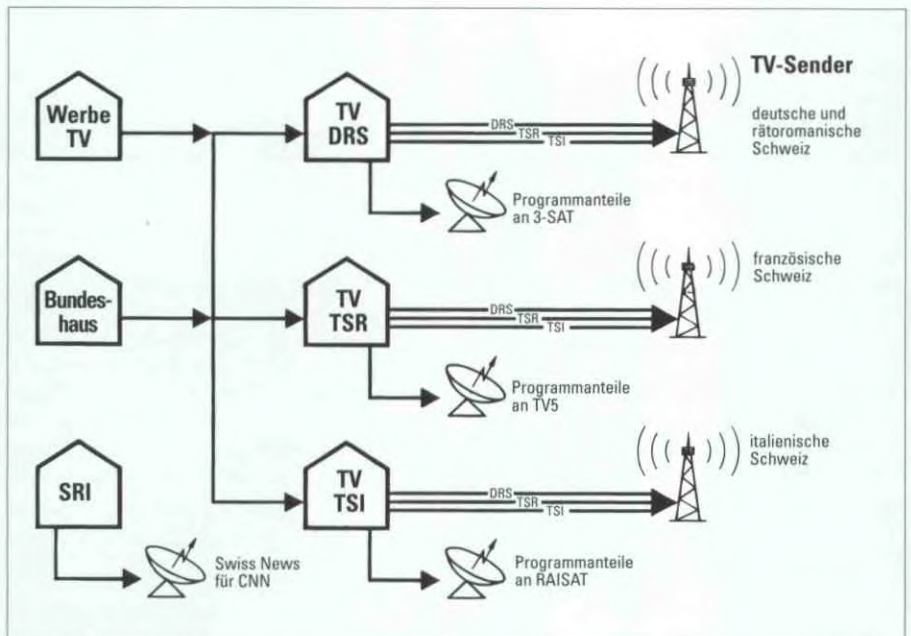 TV-Sender
Werbe
TV
TV
DRS
DRS
TSR
TSI
deutsche und
rätoromanische
Schweiz
Programmanteile
an 3-SAT
Bundes-
haus
TV
TSR
DRS
TSR
TSI
französische
Schweiz
Programmanteile
an TV5
SRI
TV
TSI
DRS
TSR
TSI
italienische
Schweiz
Swiss News
für CNN
Programmanteile
an RAISAT